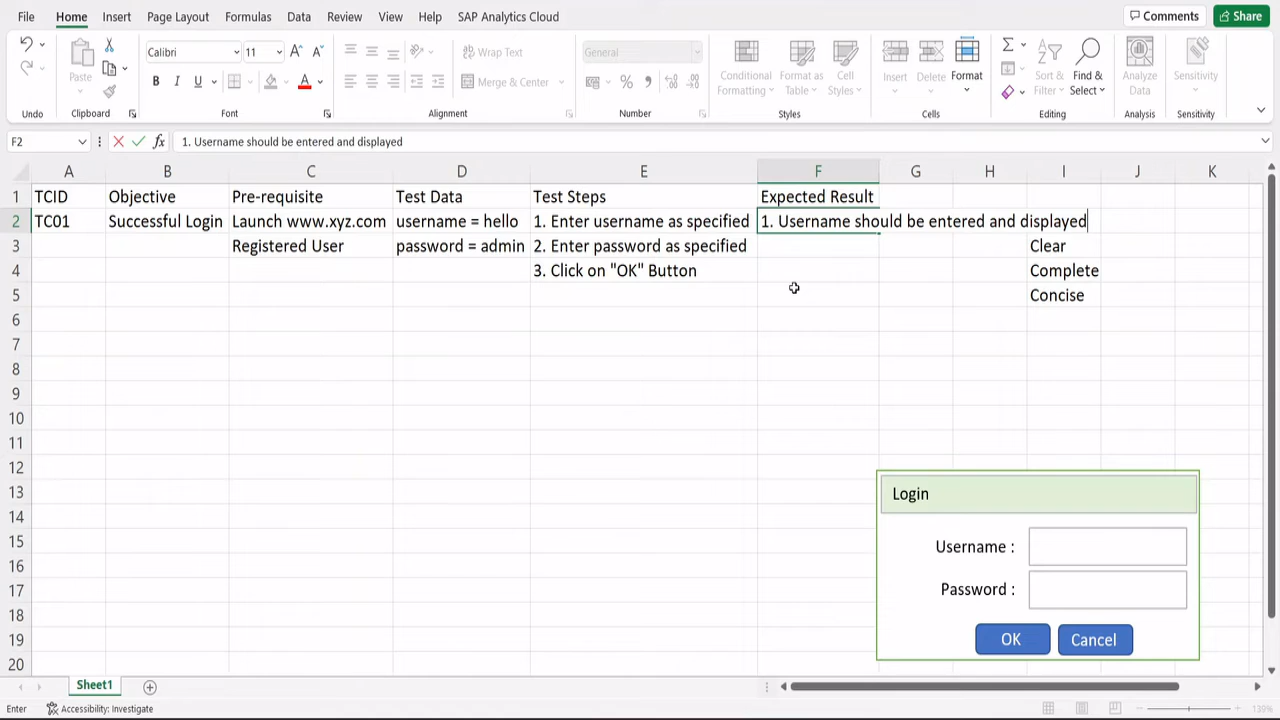 File Home Insert Page Layout Formulas Data Review View Help SAP Analytics Cloud Comments Share
Calibri 11 A^ A˅ Wrap Text General
Paste B I U A Merge & Center % Conditional Formatting Format as Table Cell Styles Insert Delete Format Sort & Filter Find & Select Analyze Data Sensitivity
Undo Clipboard Font Alignment Number Styles Cells Editing Analysis Sensitivity
F2 fx 1. Username should be entered and displayed
A B C D E F G H I J K
1 TCID Objective Pre-requisite Test Data Test Steps Expected Result
2 TC01 Successful Login Launch www.xyz.com username = hello 1. Enter username as specified 1. Username should be entered and displayed
3 Registered User password = admin 2. Enter password as specified Clear
4 3. Click on "OK" Button Complete
5 Concise
6
7
8
9
10
11
12
13 Login
14
15 Username :
16
17 Password :
18
19 OK Cancel
20
Sheet1
Enter Accessibility: Investigate 139%